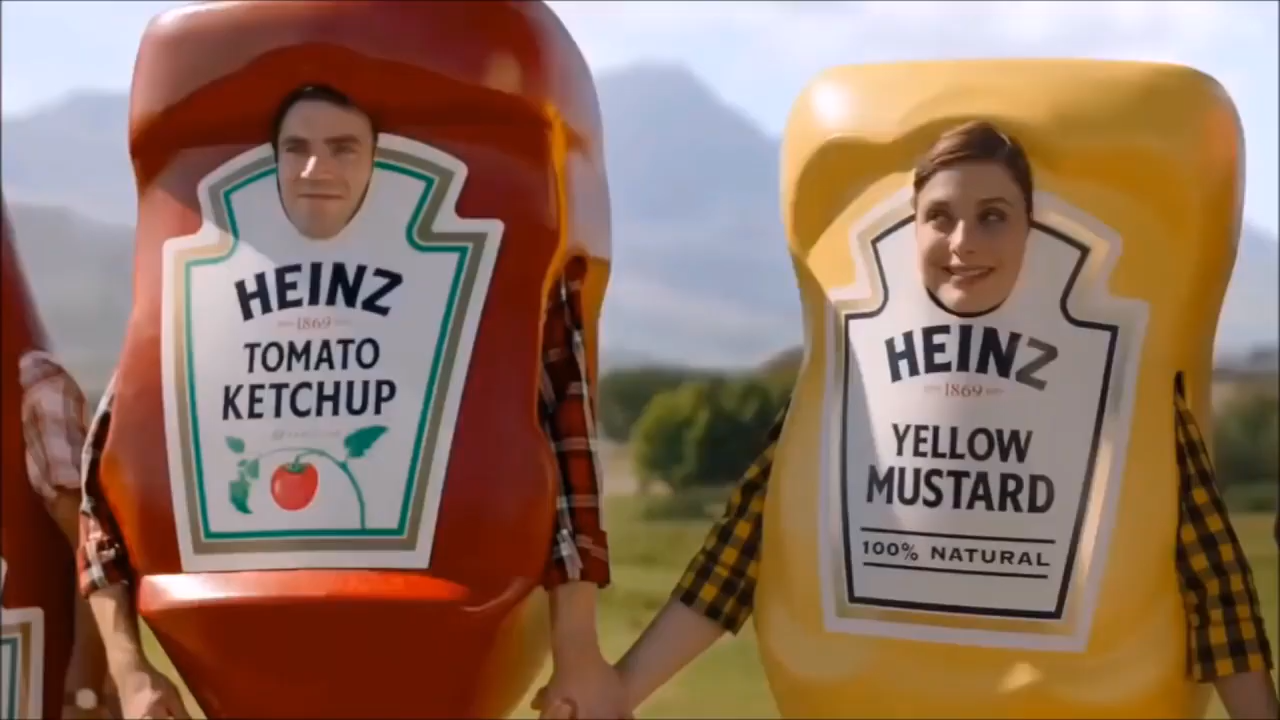 HEINZ
1869
TOMATO
KETCHUP
HEINZ
1869
YELLOW
MUSTARD
100% NATURAL